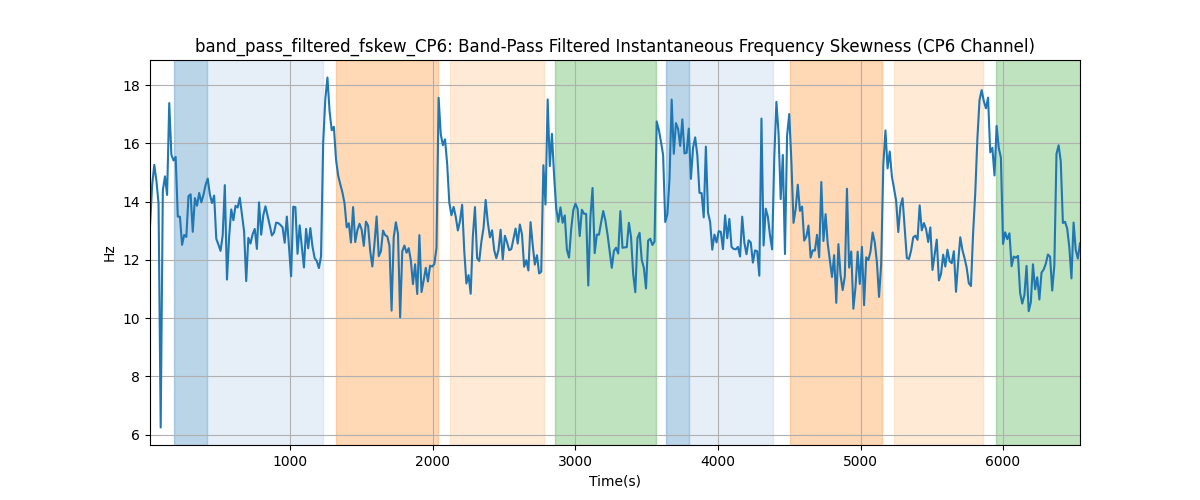 band_pass_filtered_fskew_CP6: Band-Pass Filtered Instantaneous Frequency Skewness (CP6 Channel)
18
16
14
12
10
8
6
Hz
1000 2000 3000 4000 5000 6000
Time(s)